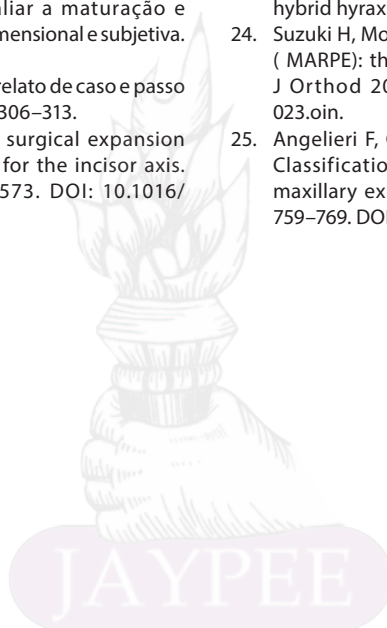 aliar a maturação e
mensional e subjetiva.
relato de caso e passo
306–313.
surgical expansion
for the incisor axis.
573. DOI: 10.1016/
hybrid hyrax
24. Suzuki H, Mo
( MARPE): th
J Orthod 20
023.oin.
25. Angelieri F,
Classificatio
maxillary ex
759–769. DOI
JAYPEE